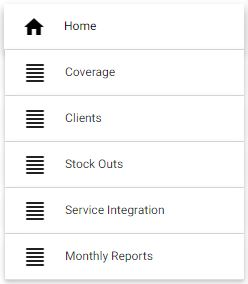 Home
Coverage
Clients
Stock Outs
Service Integration
Monthly Reports